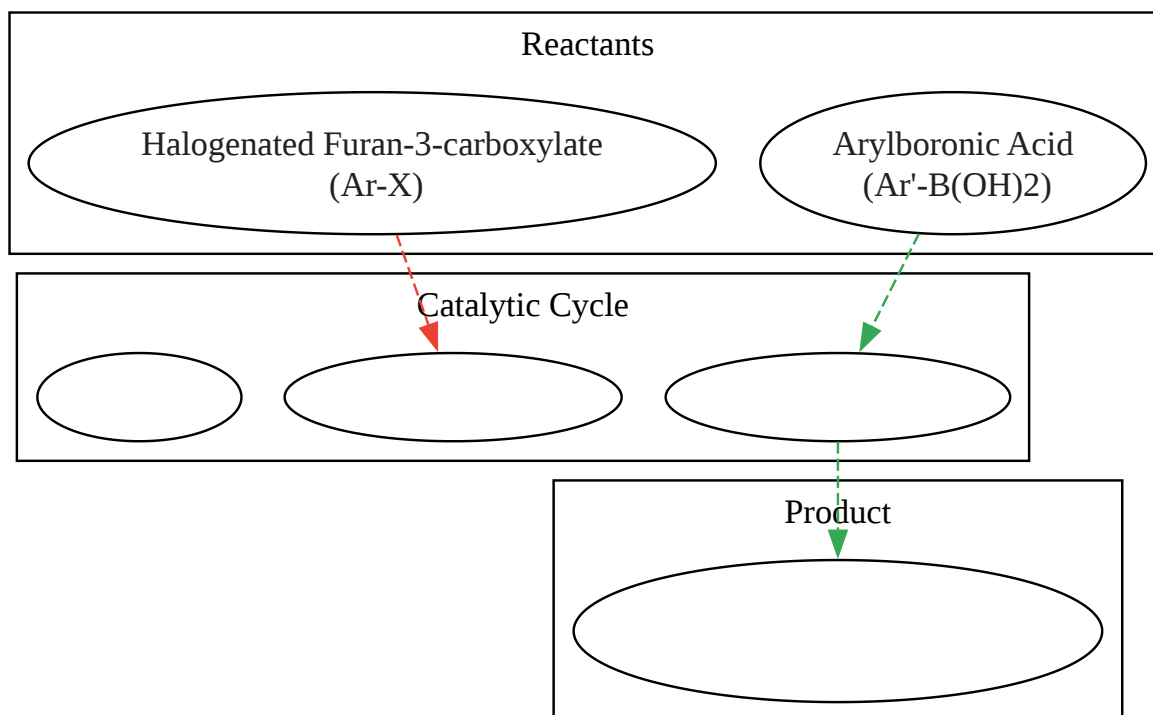 Reactants
Halogenated Furan-3-carboxylate
(Ar-X)
Arylboronic Acid
(Ar'-B(OH)2)
Catalytic Cycle
Product